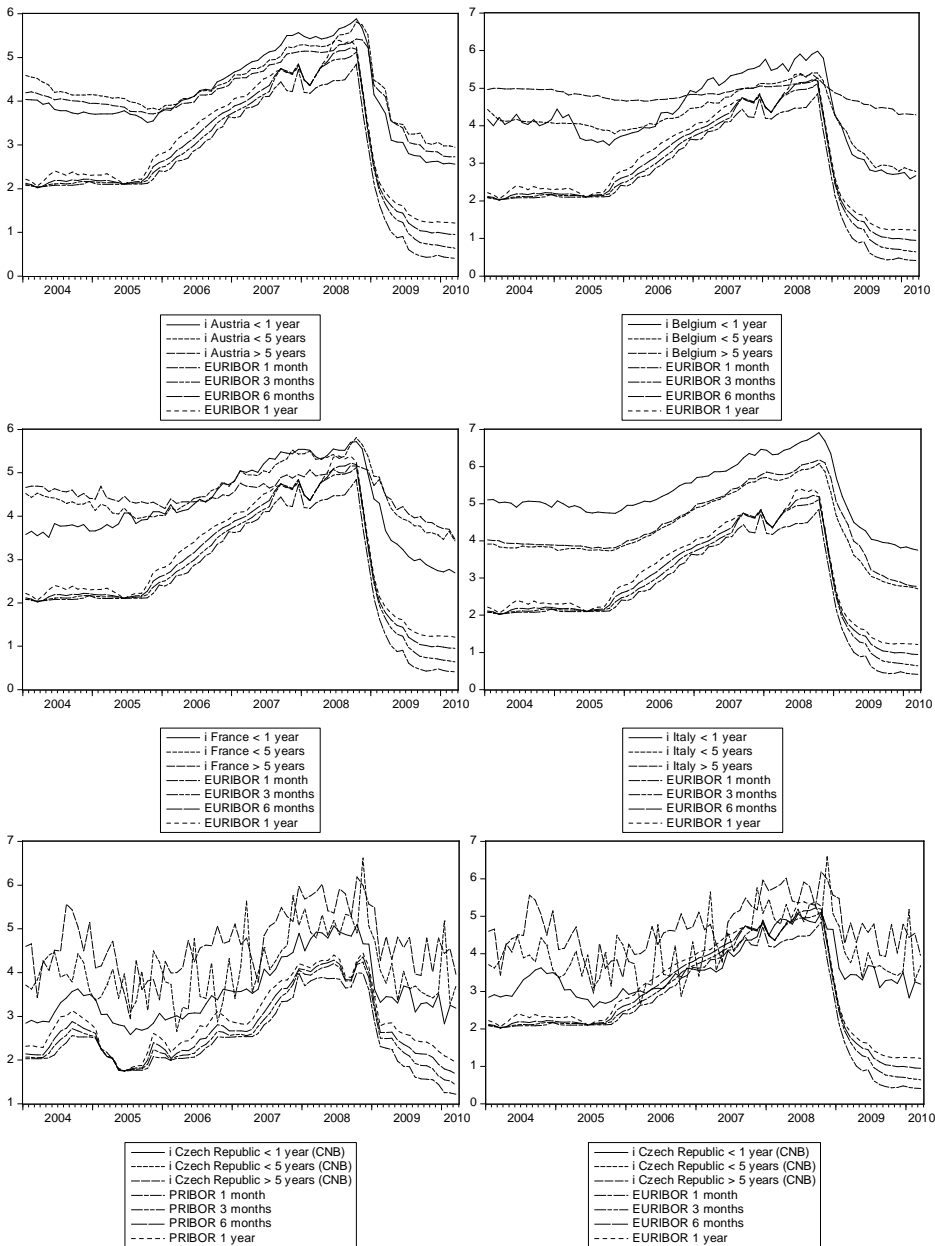 6 7
5 6
4 5
3 4
2 3
1 2
0 1
0
2004 2005 2006 2007 2008 2009 2010
2004 2005 2006 2007 2008 2009 2010
i Austria < 1 year
i Austria < 5 years
i Austria > 5 years
EURIBOR 1 month
EURIBOR 3 months
EURIBOR 6 months
EURIBOR 1 year
i Belgium < 1 year
i Belgium < 5 years
i Belgium > 5 years
EURIBOR 1 month
EURIBOR 3 months
EURIBOR 6 months
EURIBOR 1 year
6 7
5 6
4 5
3 4
2 3
1 2
0 1
0
2004 2005 2006 2007 2008 2009 2010
2004 2005 2006 2007 2008 2009 2010
i France < 1 year
i France < 5 years
i France > 5 years
EURIBOR 1 month
EURIBOR 3 months
EURIBOR 6 months
EURIBOR 1 year
i Italy < 1 year
i Italy < 5 years
i Italy > 5 years
EURIBOR 1 month
EURIBOR 3 months
EURIBOR 6 months
EURIBOR 1 year
7 7
6 6
5 5
4 4
3 3
2 2
1 1
0
2004 2005 2006 2007 2008 2009 2010
2004 2005 2006 2007 2008 2009 2010
i Czech Republic < 1 year (CNB)
i Czech Republic < 5 years (CNB)
i Czech Republic > 5 years (CNB)
PRIBOR 1 month
PRIBOR 3 months
PRIBOR 6 months
PRIBOR 1 year
i Czech Republic < 1 year (CNB)
i Czech Republic < 5 years (CNB)
i Czech Republic > 5 years (CNB)
EURIBOR 1 month
EURIBOR 3 months
EURIBOR 6 months
EURIBOR 1 year